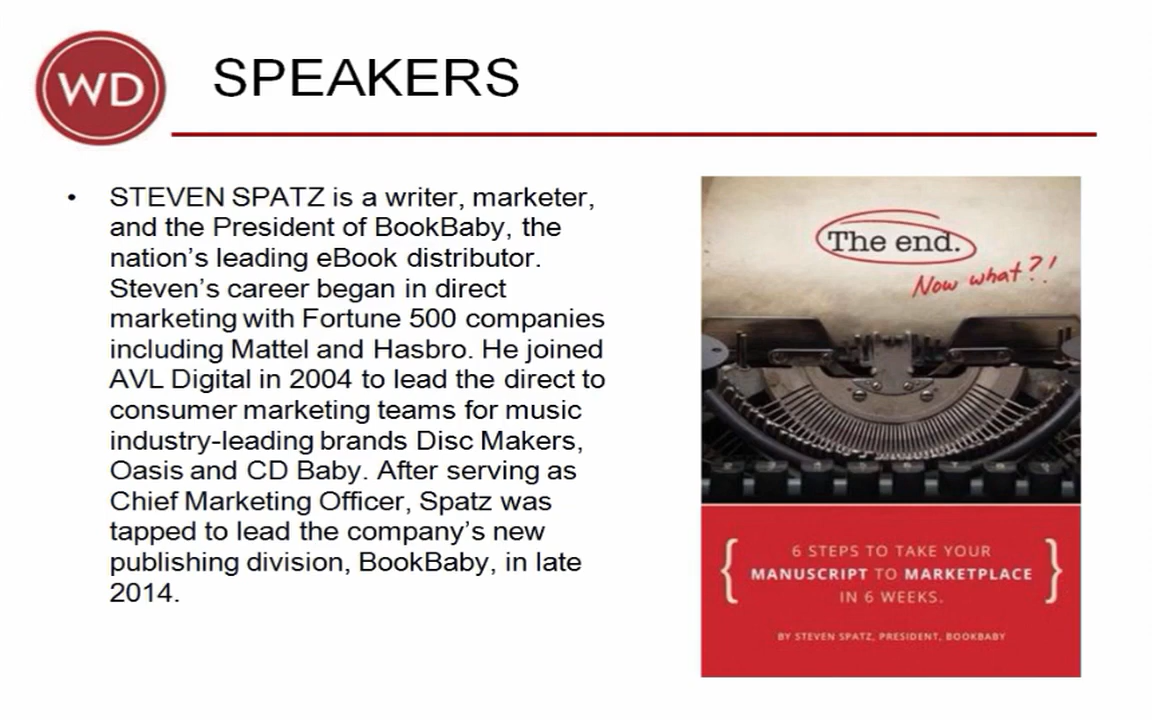 WD
SPEAKERS
• STEVEN SPATZ is a writer, marketer,
and the President of BookBaby, the
nation’s leading eBook distributor.
Steven’s career began in direct
marketing with Fortune 500 companies
including Mattel and Hasbro. He joined
AVL Digital in 2004 to lead the direct to
consumer marketing teams for music
industry-leading brands Disc Makers,
Oasis and CD Baby. After serving as
Chief Marketing Officer, Spatz was
tapped to lead the company’s new
publishing division, BookBaby, in late
2014.
The end.
Now what?!
{ 6 STEPS TO TAKE YOUR
MANUSCRIPT TO MARKETPLACE
IN 6 WEEKS. }
BY STEVEN SPATZ, PRESIDENT, BOOKBABY